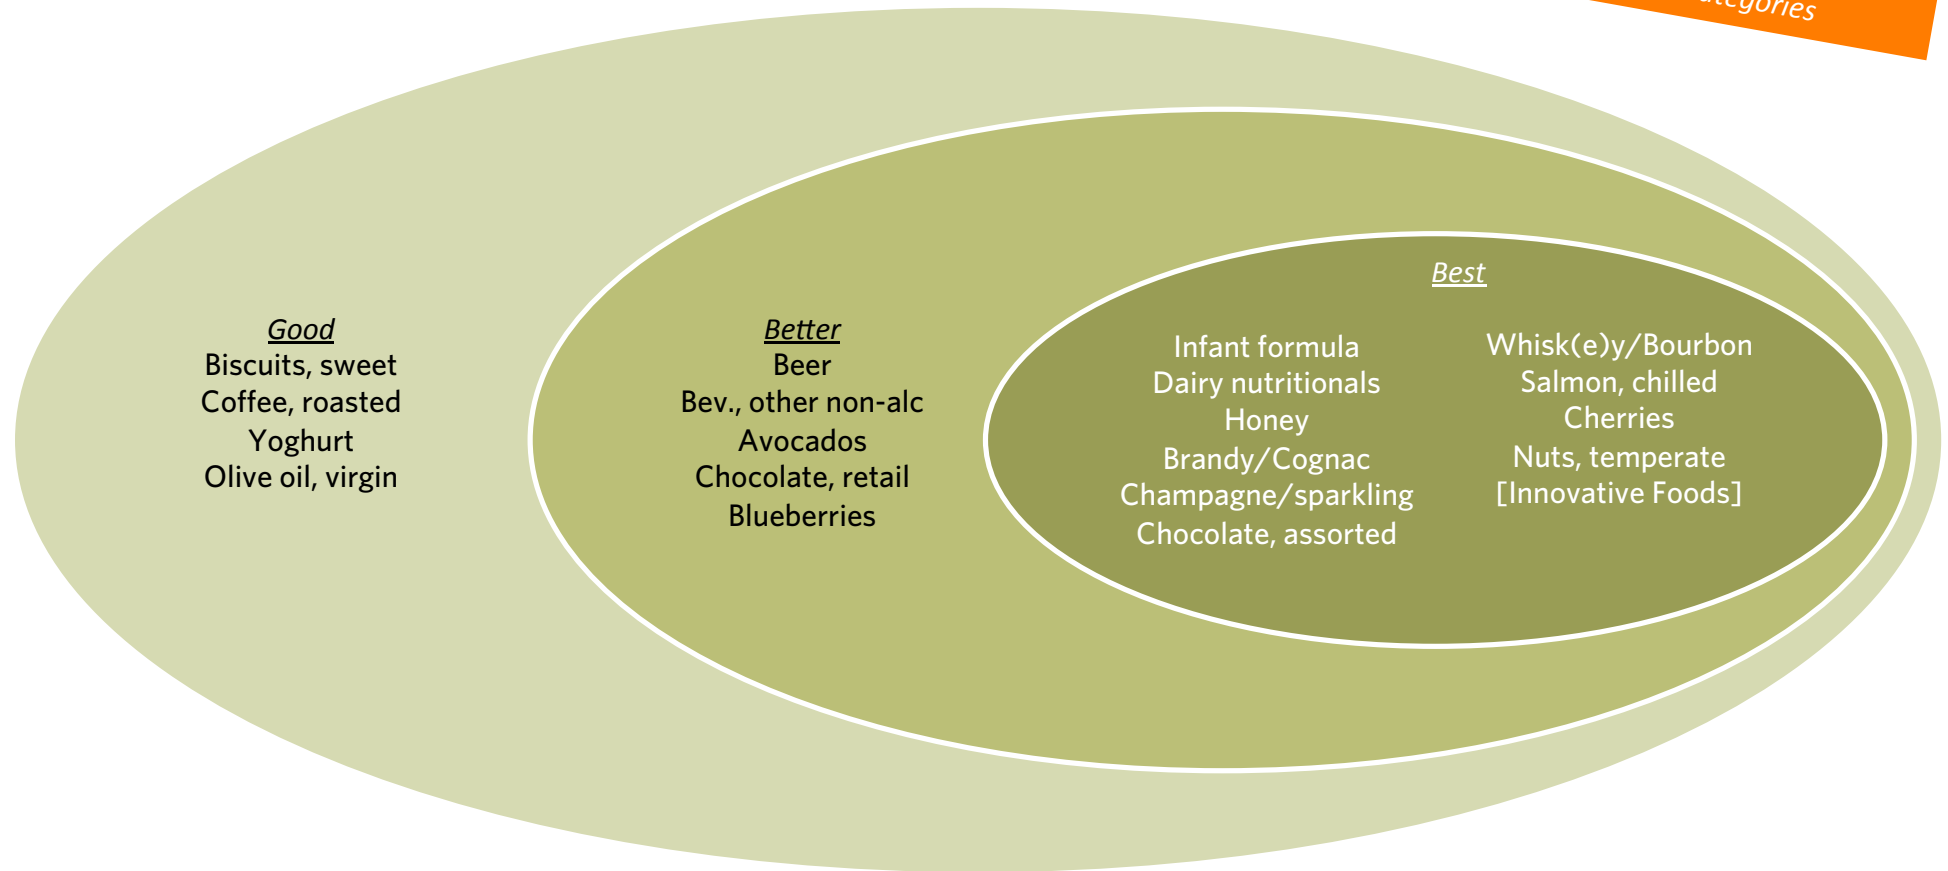 Good
Biscuits, sweet
Coffee, roasted
Yoghurt
Olive oil, virgin
Better
Beer
Bev., other non-alc
Avocados
Chocolate, retail
Blueberries
Best
Infant formula
Dairy nutritionals
Honey
Brandy/Cognac
Champagne/sparkling
Chocolate, assorted
Whisk(e)y/Bourbon
Salmon, chilled
Cherries
Nuts, temperate
[Innovative Foods]